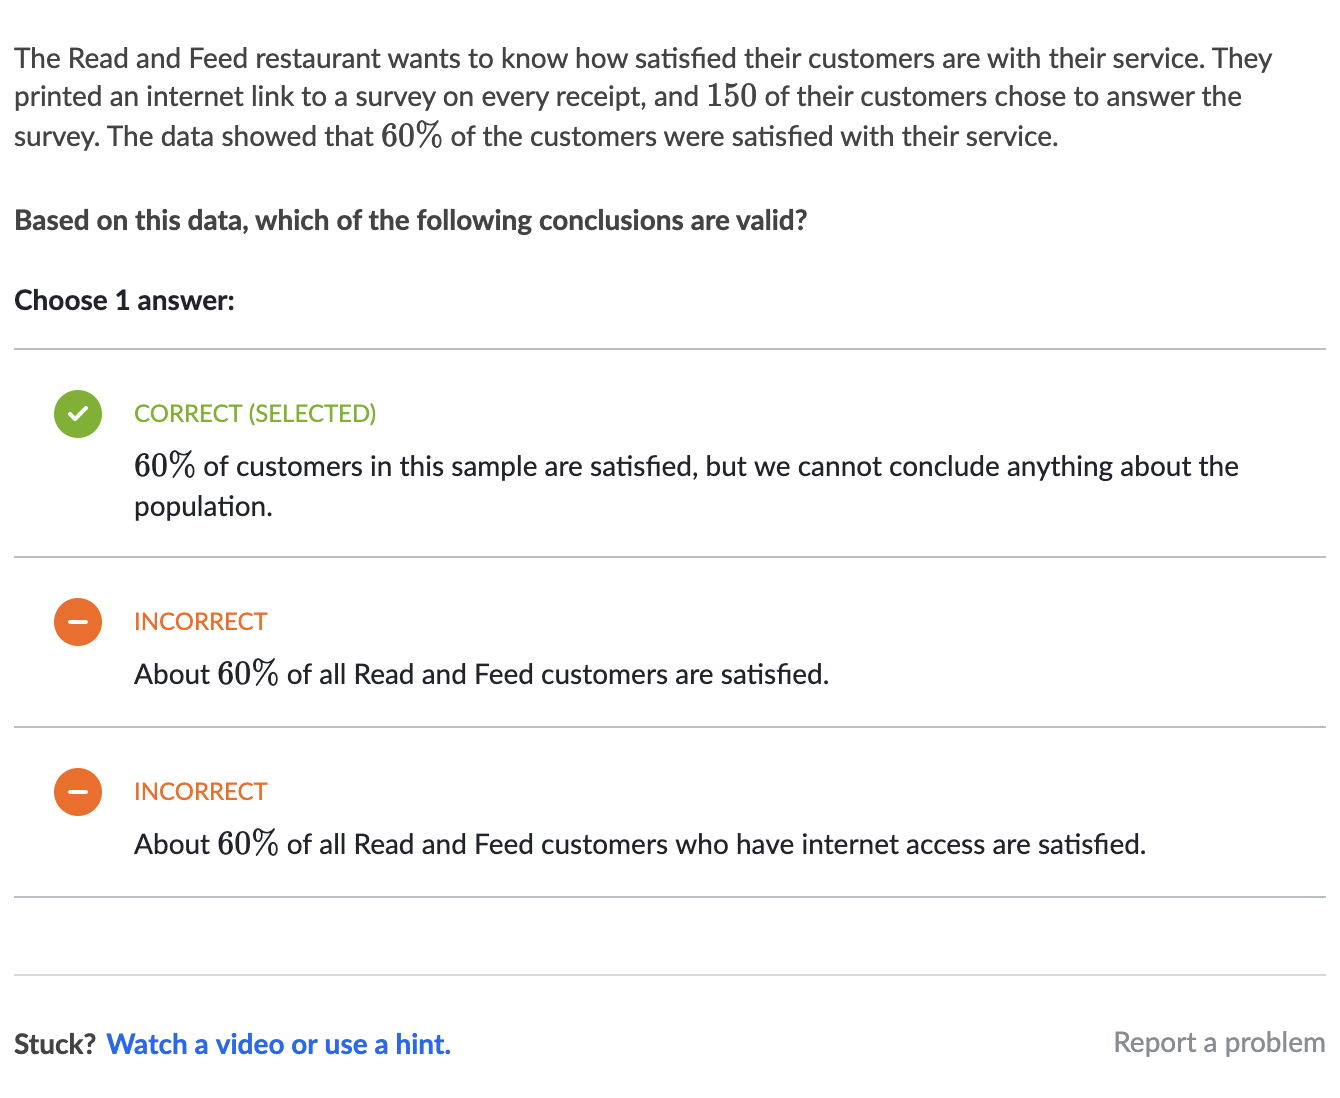 The Read and Feed restaurant wants to know how satisfied their customers are with their service. They
printed an internet link to a survey on every receipt, and 150 of their customers chose to answer the
survey. The data showed that 60% of the customers were satisfied with their service.
Based on this data, which of the following conclusions are valid?
Choose 1 answer:
CORRECT (SELECTED)
60% of customers in this sample are satisfied, but we cannot conclude anything about the
population.
INCORRECT
About 60% of all Read and Feed customers are satisfied.
INCORRECT
About 60% of all Read and Feed customers who have internet access are satisfied.
Stuck? Watch a video or use a hint.
Report a problem